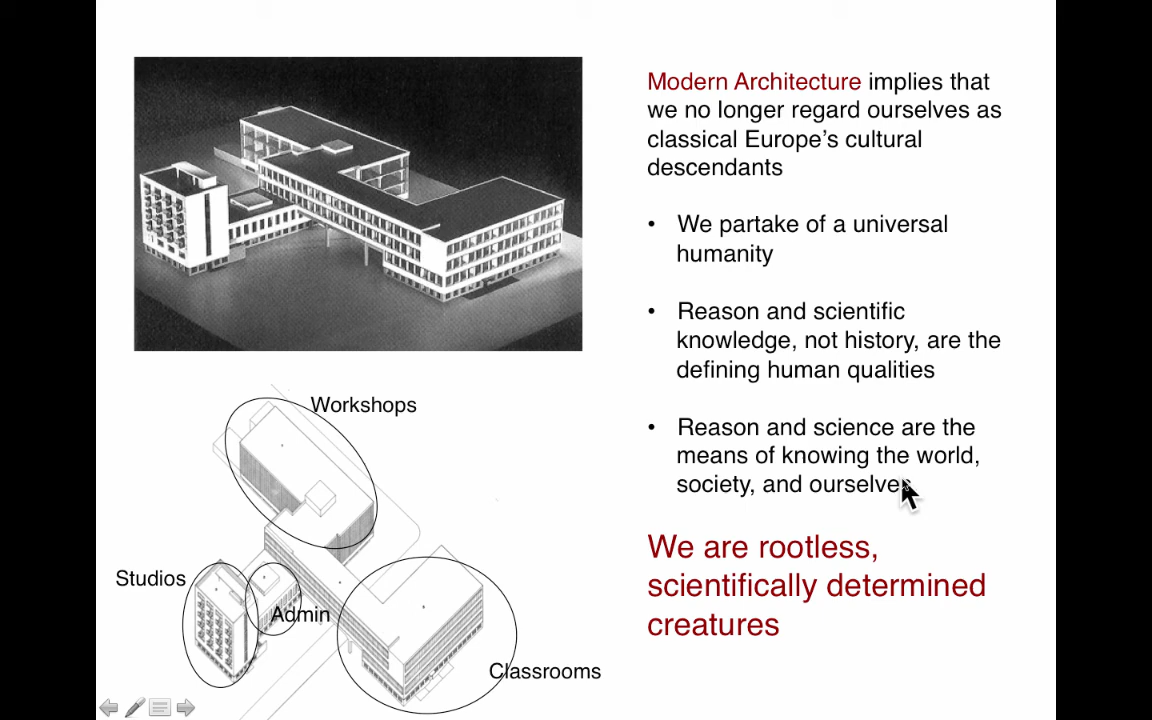 Modern Architecture implies that
we no longer regard ourselves as
classical Europe’s cultural
descendants
• We partake of a universal
humanity
• Reason and scientific
knowledge, not history, are the
defining human qualities
• Reason and science are the
means of knowing the world,
society, and ourselves
We are rootless,
scientifically determined
creatures
Workshops
Studios
Admin
Classrooms